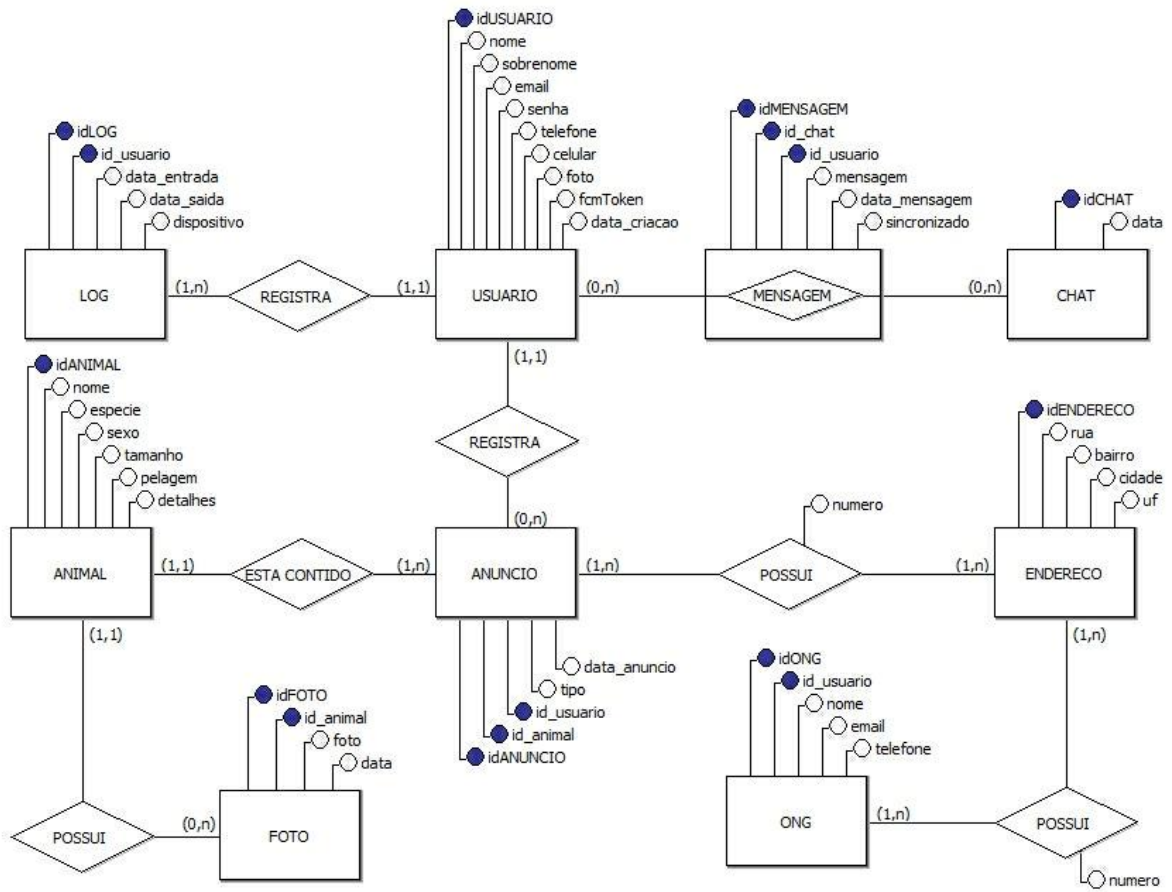 idUSUARIO
nome
sobrenome
email
senha
telefone
celular
foto
fcmToken
data_criacao
idLOG
id_usuario
data_entrada
data_saida
dispositivo
idMENSAGEM
id_chat
id_usuario
mensagem
data_mensagem
sincronizado
idCHAT
data
LOG
(1,n)
REGISTRA
(1,1)
USUARIO
(0,n)
MENSAGEM
(0,n)
CHAT
(1,1)
idANIMAL
nome
especie
sexo
tamanho
pelagem
detalhes
REGISTRA
idENDERECO
rua
bairro
cidade
uf
(0,n)
numero
ANIMAL
(1,1)
ESTA CONTIDO
(1,n)
ANUNCIO
(1,n)
POSSUI
(1,n)
ENDERECO
(1,1)
(1,n)
data_anuncio
tipo
id_usuario
id_animal
idANUNCIO
idFOTO
id_animal
foto
data
idONG
id_usuario
nome
email
telefone
POSSUI
(0,n)
FOTO
ONG
(1,n)
POSSUI
numero